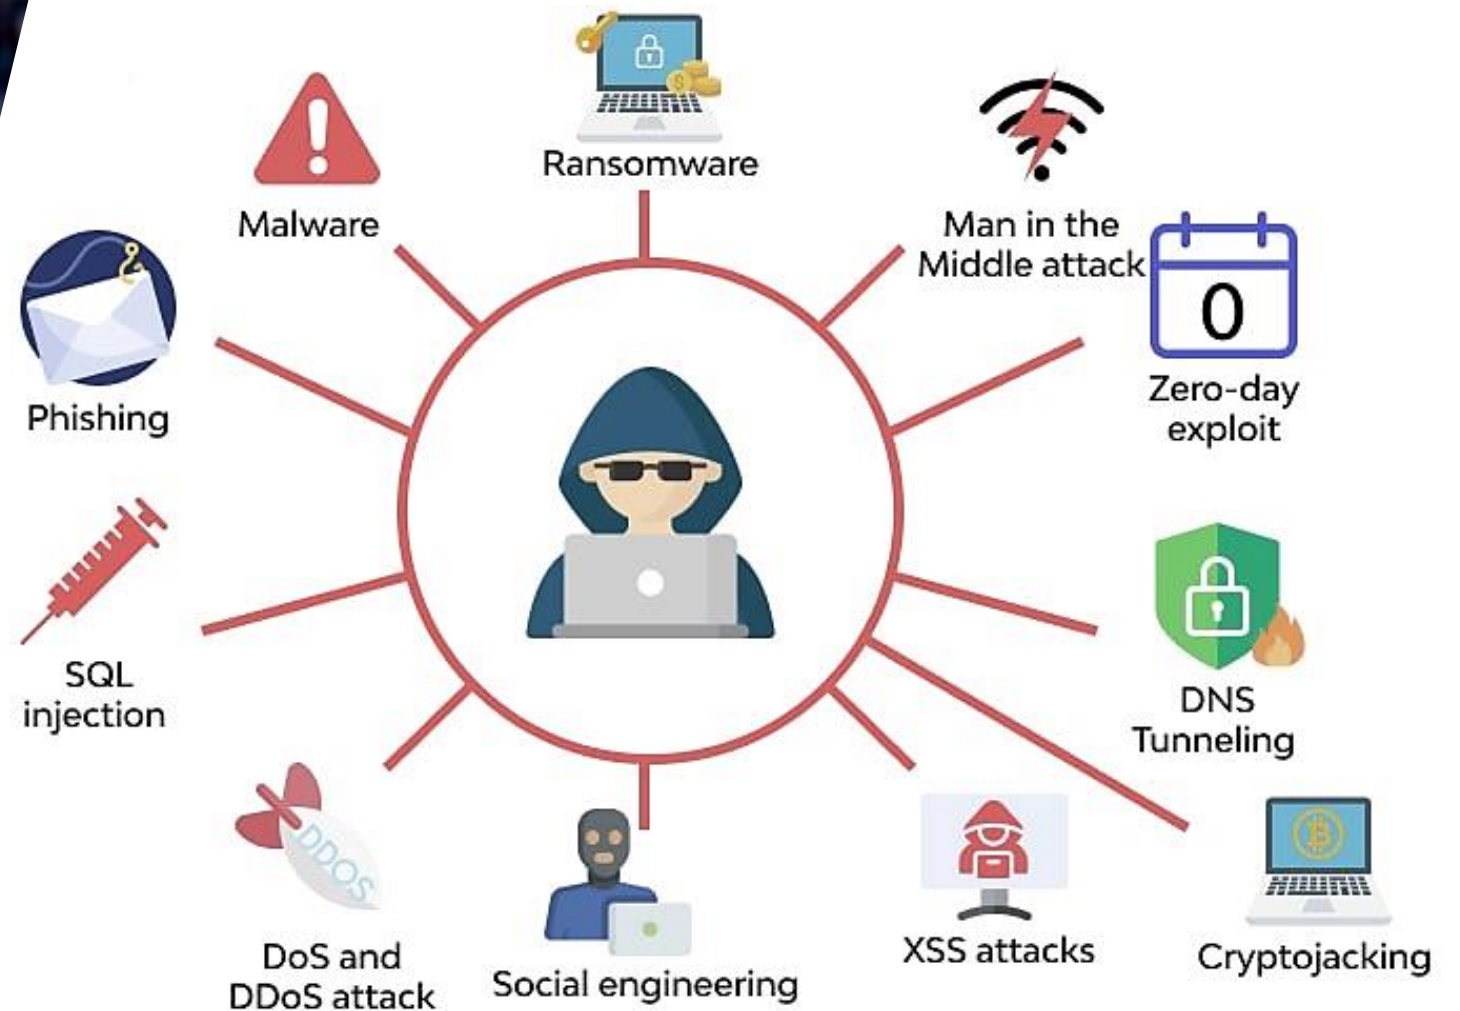 Ransomware
Malware
Man in the
Middle attack
0
Zero-day
exploit
Phishing
SQL
injection
DNS
Tunneling
DDOS
DoS and
DDoS attack
Social engineering
XSS attacks
Cryptojacking
$